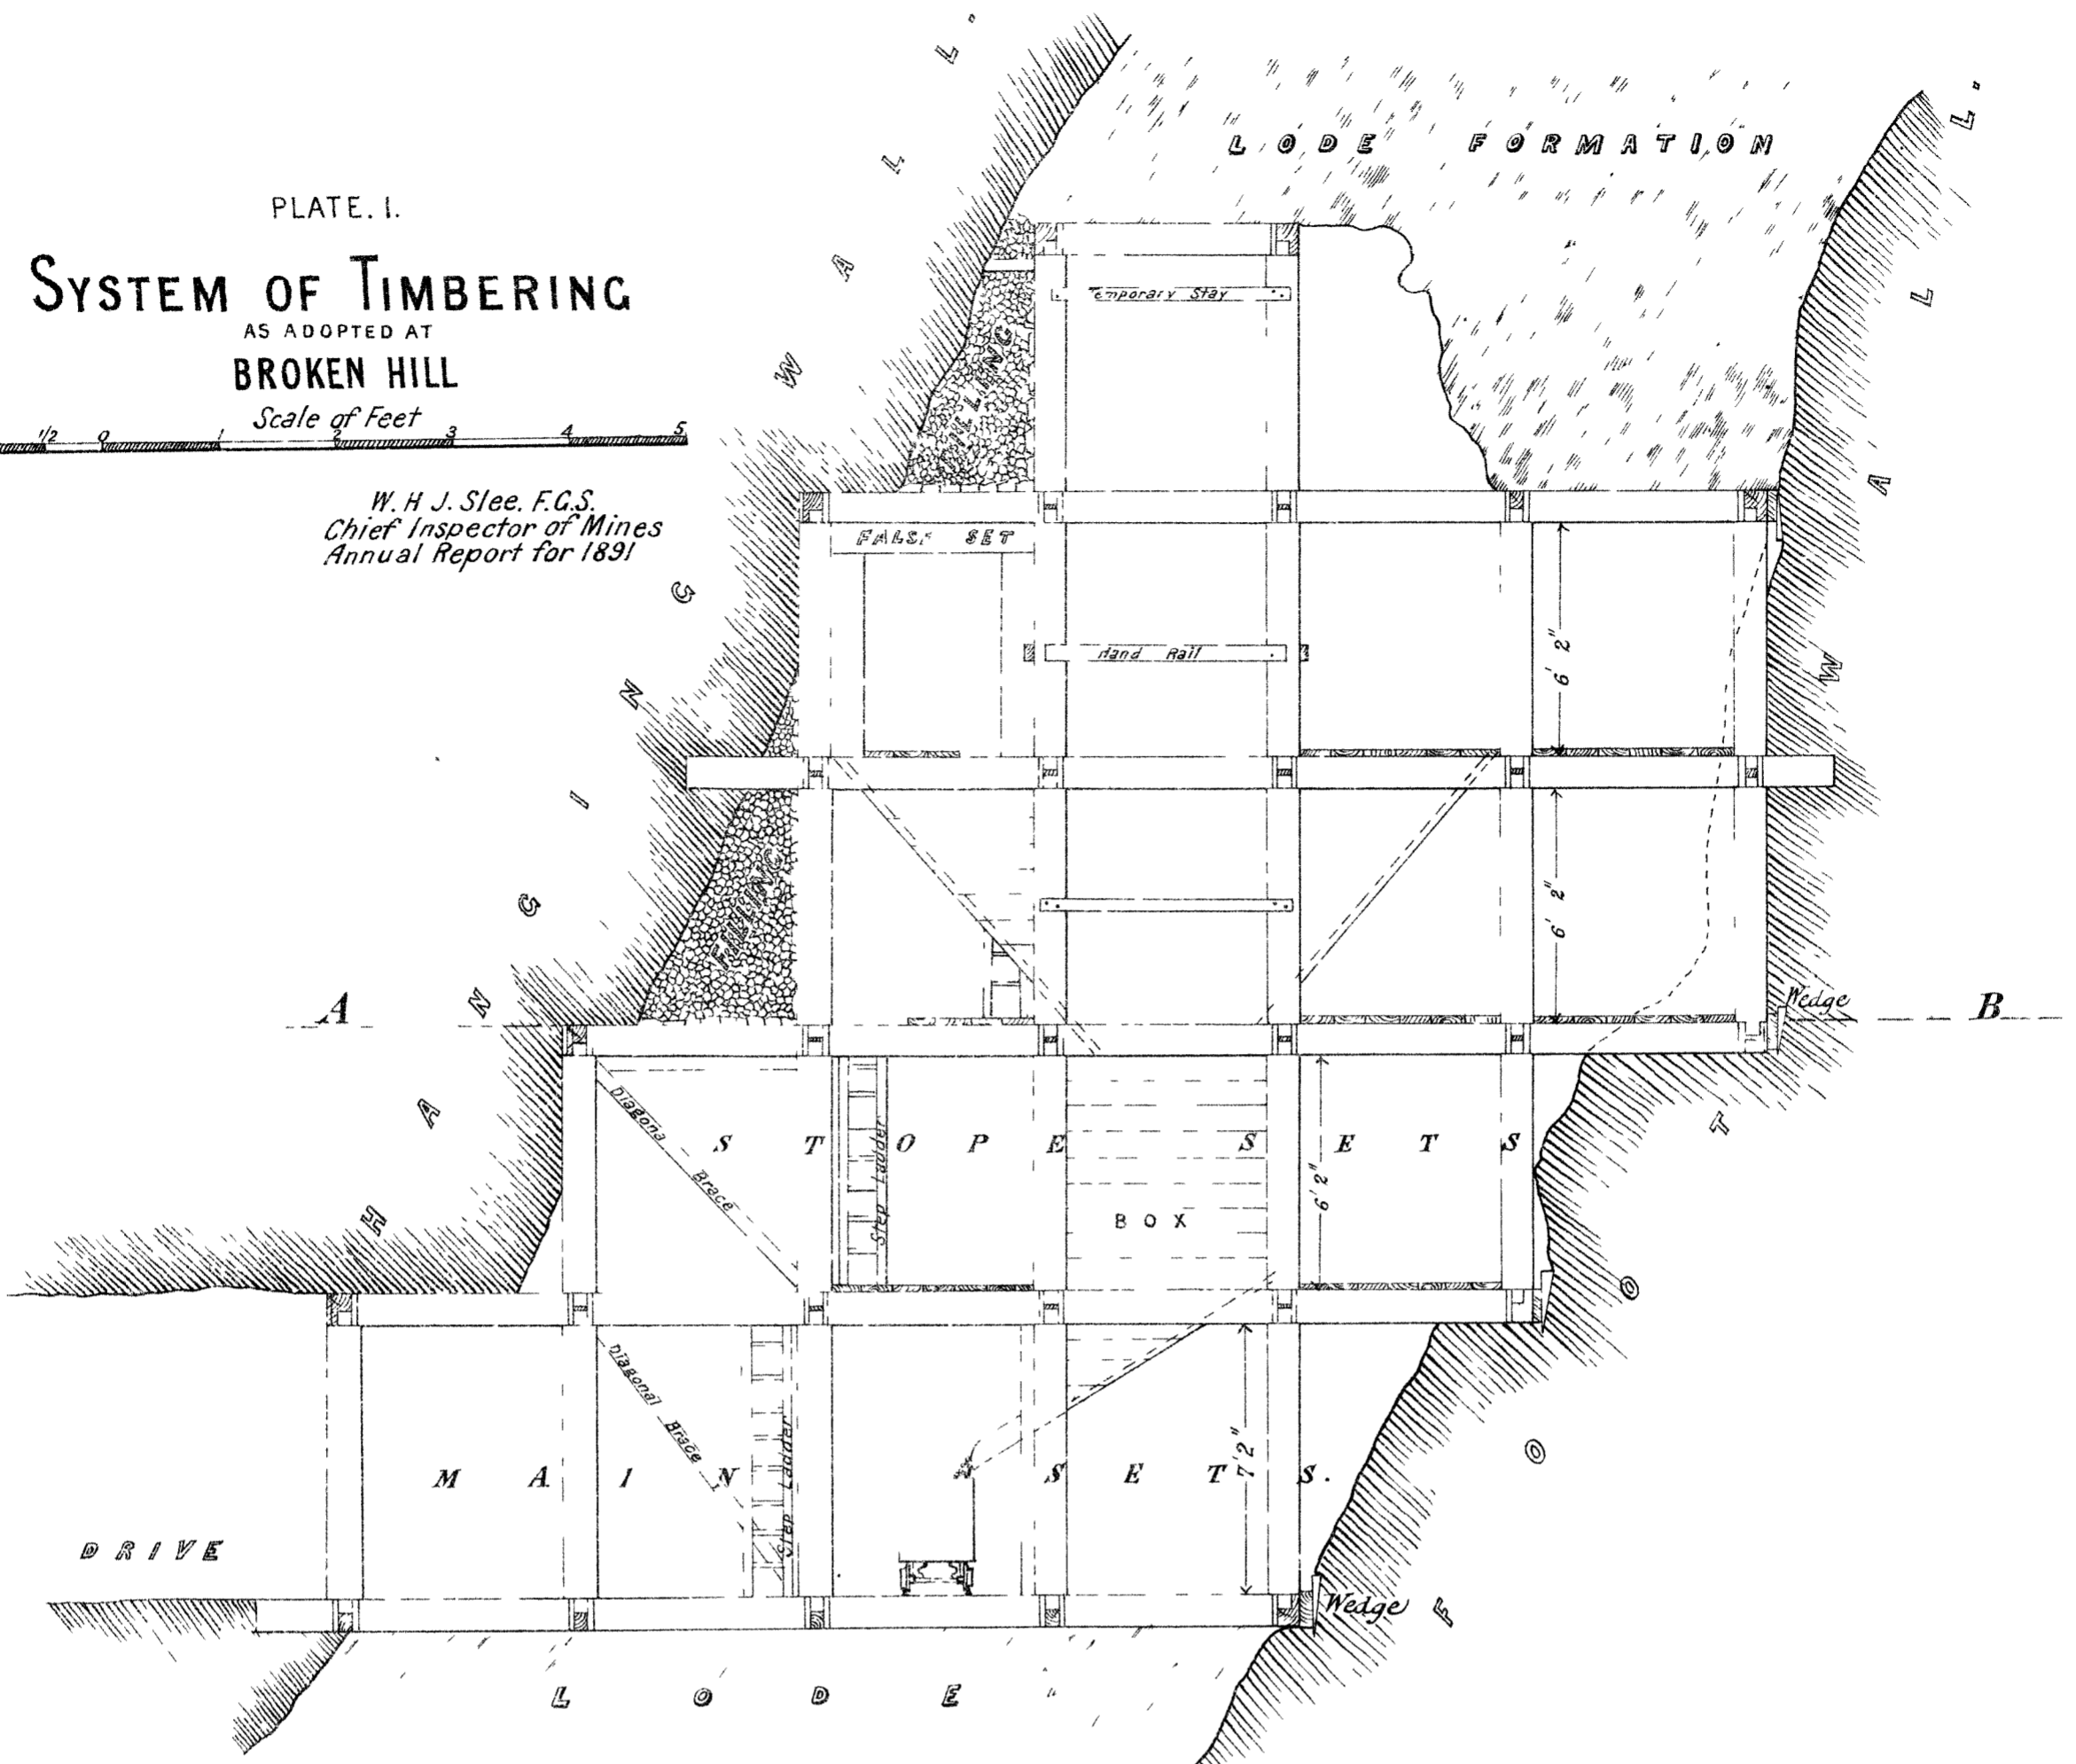 PLATE. I.
SYSTEM OF TIMBERING
AS ADOPTED AT
BROKEN HILL
Scale of Feet
1/2 0 1 2 3 4 5
W. H J. Slee. F.G.S.
Chief Inspector of Mines
Annual Report for 1891
HANGING WALL.
LODE FORMATION
FOOT WALL.
Temporary Stay
FALSE SET
Hand Rail
6' 2"
FILLING
6' 2"
A
Wedge
B
Diagona Brace
STOPE SETS
Step Ladder
BOX
6' 2"
Diagonal Brace
MAIN SETS.
Step Ladder
7' 2"
DRIVE
Wedge
LODE